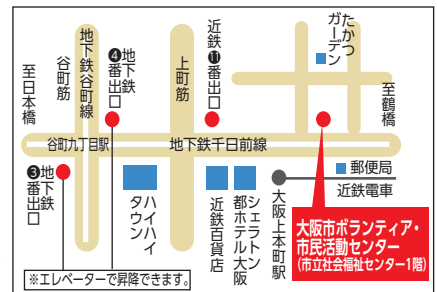 至日本橋
谷町筋
地下鉄谷町線
地下鉄
❹番出口
上町筋
近鉄
⓫番出口
たかつ
ガーデン
至鶴橋
谷町九丁目駅
地下鉄千日前線
地下鉄
❸番出口
ハイハイ
タウン
近鉄百貨店
シェラトン
都ホテル大阪
大阪上本町駅
郵便局
近鉄電車
大阪市ボランティア・
市民活動センター
(市立社会福祉センター1階)
※エレベーターで昇降できます。